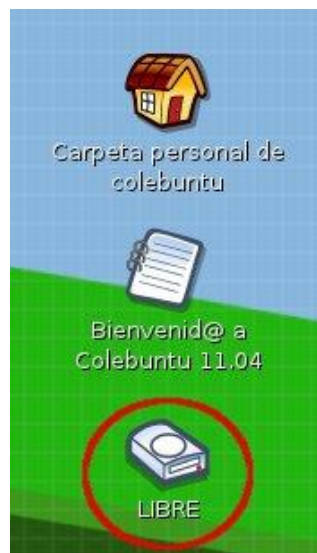 Carpeta personal de
colebuntu
Bienvenid@ a
Colebuntu 11.04
LIBRE